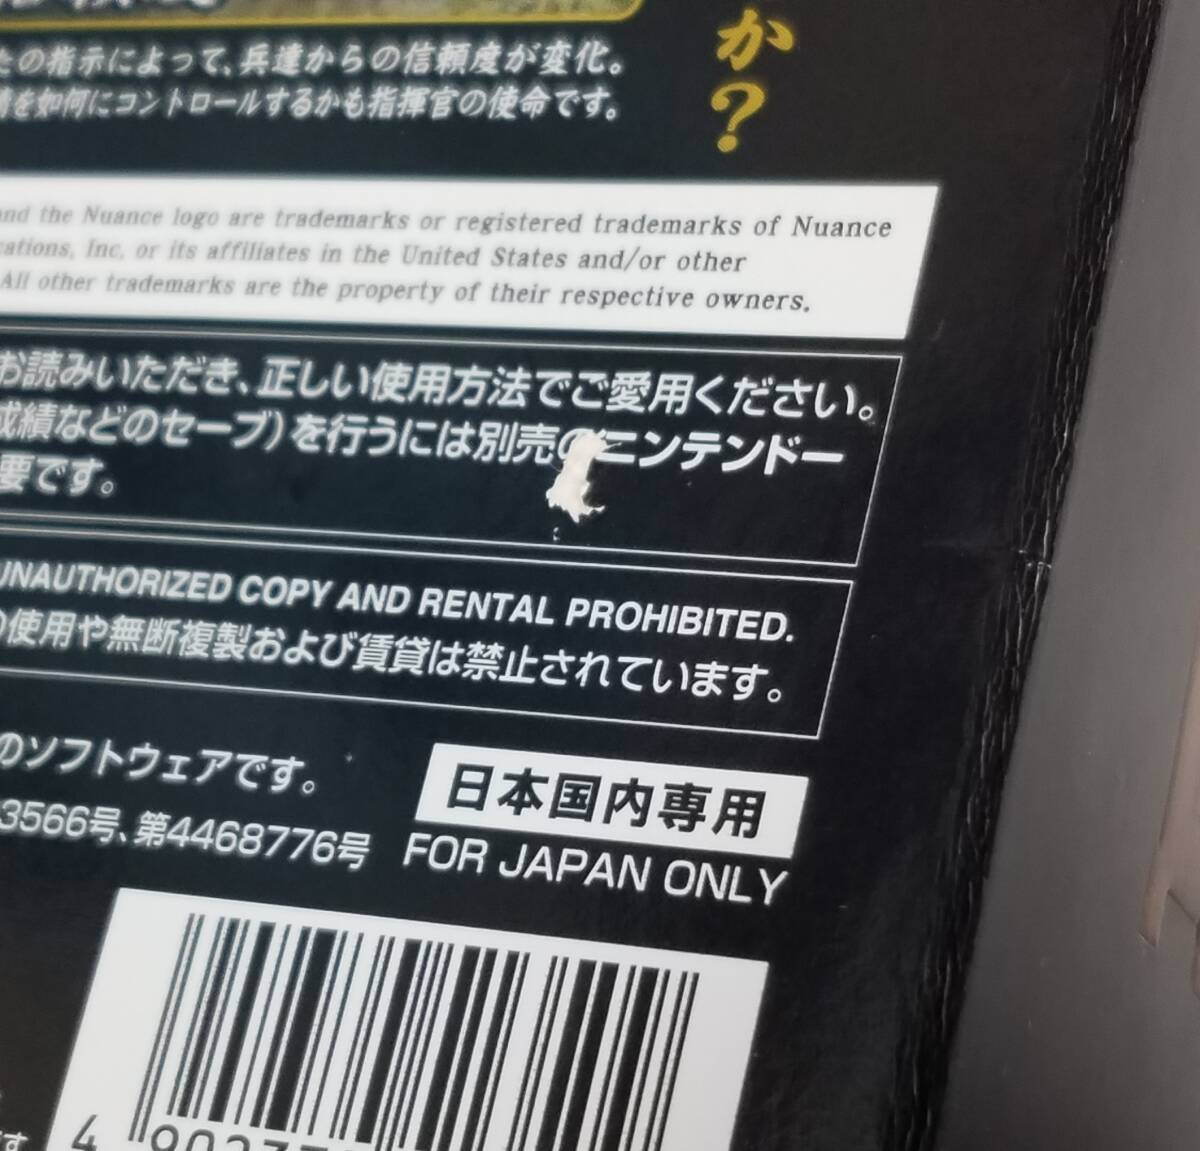 か?
たの指示によって、兵達からの信頼度が変化。
情を如何にコントロールするかも指揮官の使命です。
and the Nuance logo are trademarks or registered trademarks of Nuance
cations, Inc. or its affiliates in the United States and/or other
All other trademarks are the property of their respective owners.
お読みいただき、正しい使用方法でご愛用ください。
成績などのセーブ)を行うには別売のニンテンドー
要です。
UNAUTHORIZED COPY AND RENTAL PROHIBITED.
の使用や無断複製および賃貸は禁止されています。
のソフトウェアです。
3566号、第4468776号
日本国内専用
FOR JAPAN ONLY
4